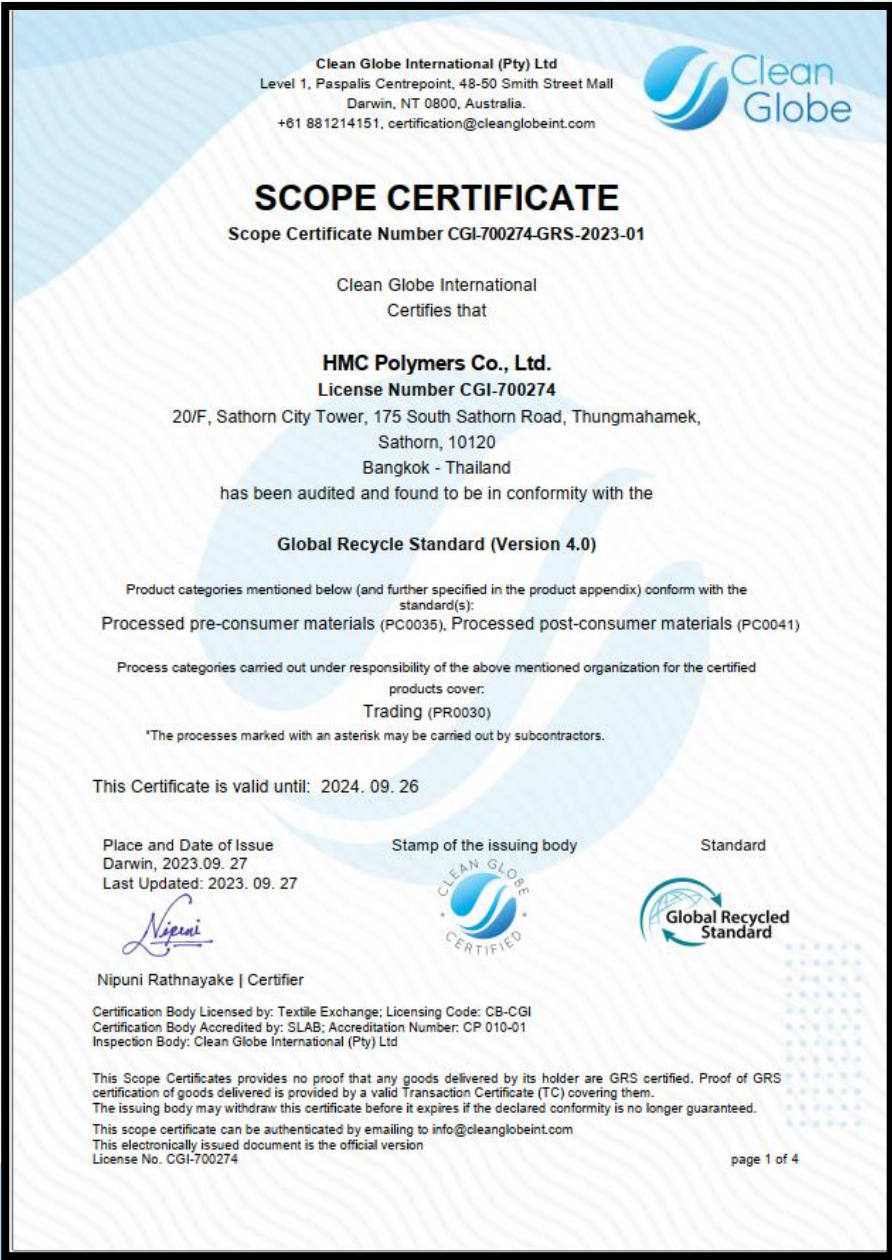 Clean Globe International (Pty) Ltd
Level 1, Paspalis Centrepoint, 48-50 Smith Street Mall
Darwin, NT 0800, Australia.
+61 881214151, certification@cleanglobeint.com
Clean
Globe
SCOPE CERTIFICATE
Scope Certificate Number CGI-700274-GRS-2023-01
Clean Globe International
Certifies that
HMC Polymers Co., Ltd.
License Number CGI-700274
20/F, Sathorn City Tower, 175 South Sathorn Road, Thungmahamek,
Sathorn, 10120
Bangkok - Thailand
has been audited and found to be in conformity with the
Global Recycle Standard (Version 4.0)
Product categories mentioned below (and further specified in the product appendix) conform with the
standard(s):
Processed pre-consumer materials (PC0035), Processed post-consumer materials (PC0041)
Process categories carried out under responsibility of the above mentioned organization for the certified
products cover:
Trading (PR0030)
*The processes marked with an asterisk may be carried out by subcontractors.
This Certificate is valid until: 2024. 09. 26
Place and Date of Issue
Darwin, 2023.09. 27
Last Updated: 2023. 09. 27
Nipuni
Nipuni Rathnayake | Certifier
Stamp of the issuing body
CLEAN GLOBE
CERTIFIED
Standard
Global Recycled
Standard
Certification Body Licensed by: Textile Exchange; Licensing Code: CB-CGI
Certification Body Accredited by: SLAB; Accreditation Number: CP 010-01
Inspection Body: Clean Globe International (Pty) Ltd
This Scope Certificates provides no proof that any goods delivered by its holder are GRS certified. Proof of GRS
certification of goods delivered is provided by a valid Transaction Certificate (TC) covering them.
The issuing body may withdraw this certificate before it expires if the declared conformity is no longer guaranteed.
This scope certificate can be authenticated by emailing to info@cleanglobeint.com
This electronically issued document is the official version
License No. CGI-700274
page 1 of 4